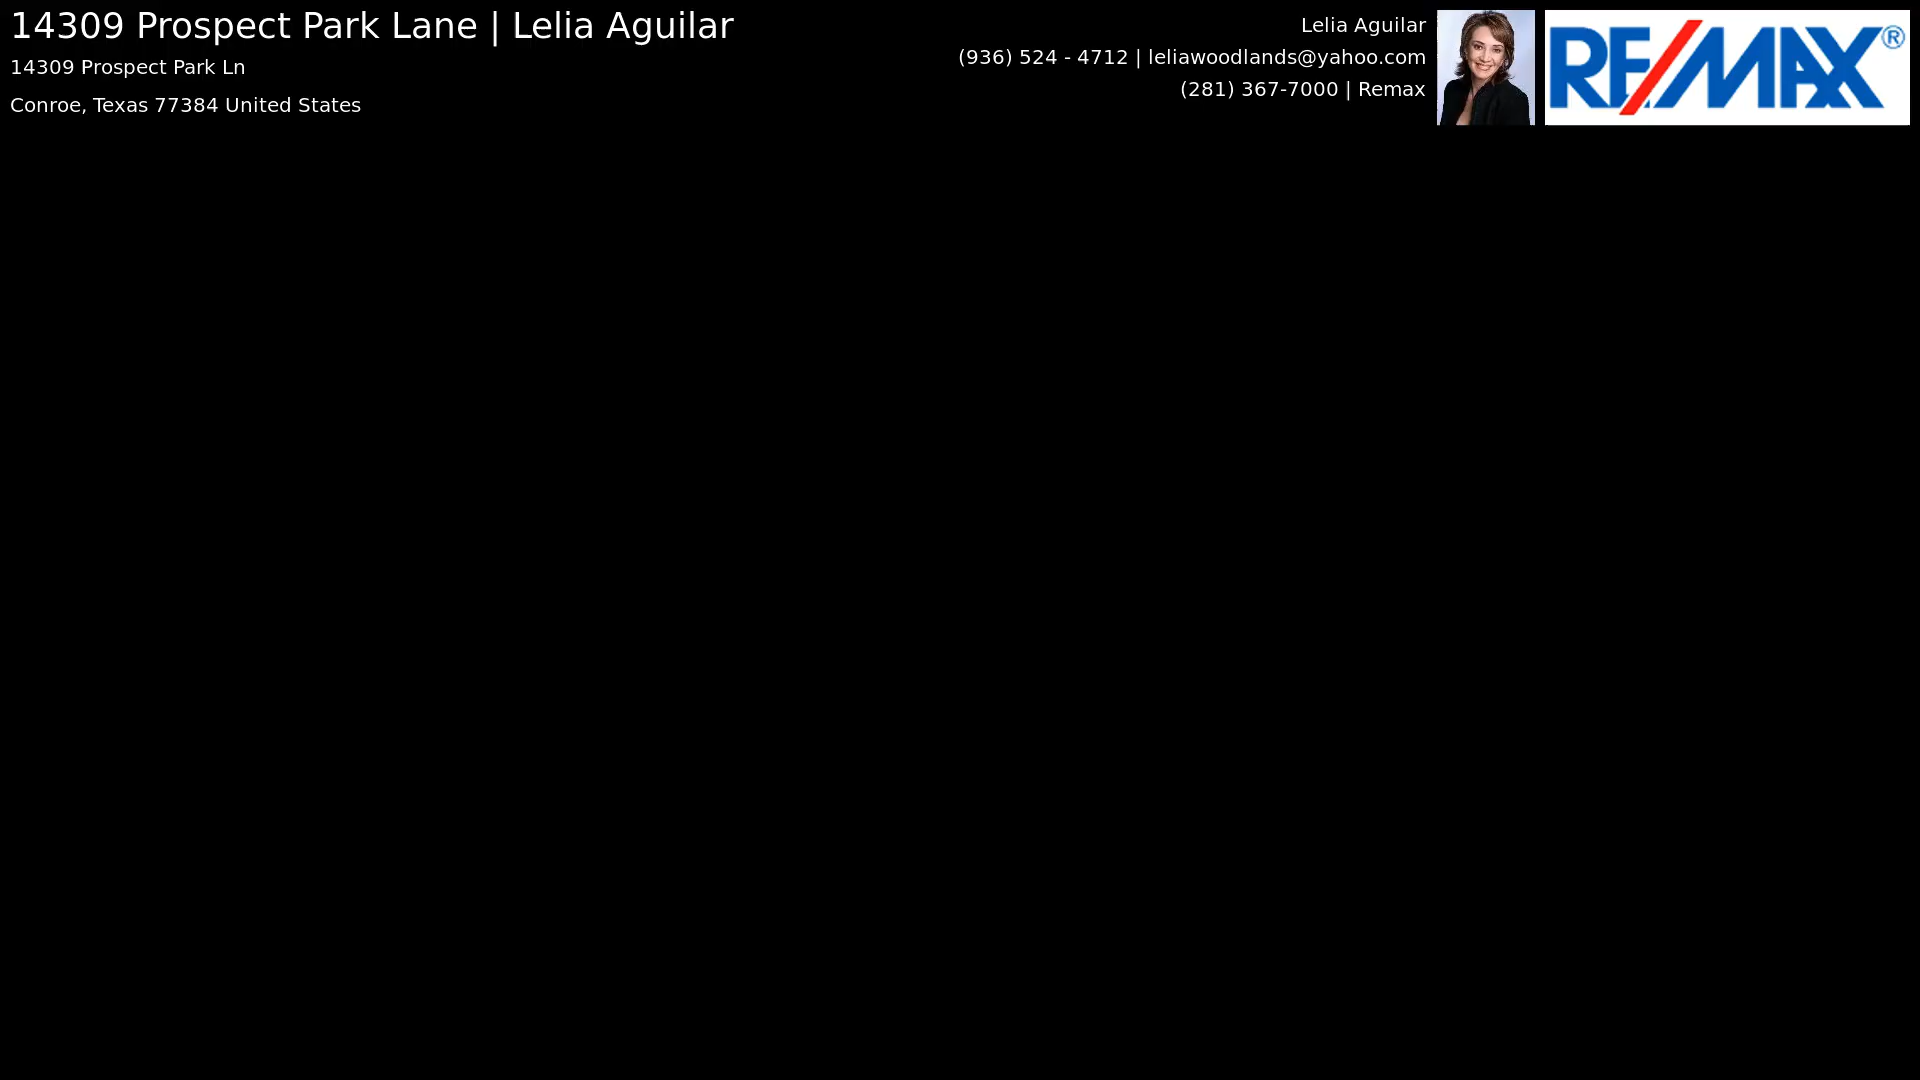 14309 Prospect Park Lane | Lelia Aguilar
14309 Prospect Park Ln
Conroe, Texas 77384 United States
Lelia Aguilar
(936) 524 - 4712 | leliawoodlands@yahoo.com
(281) 367-7000 | Remax
RE/MAX®